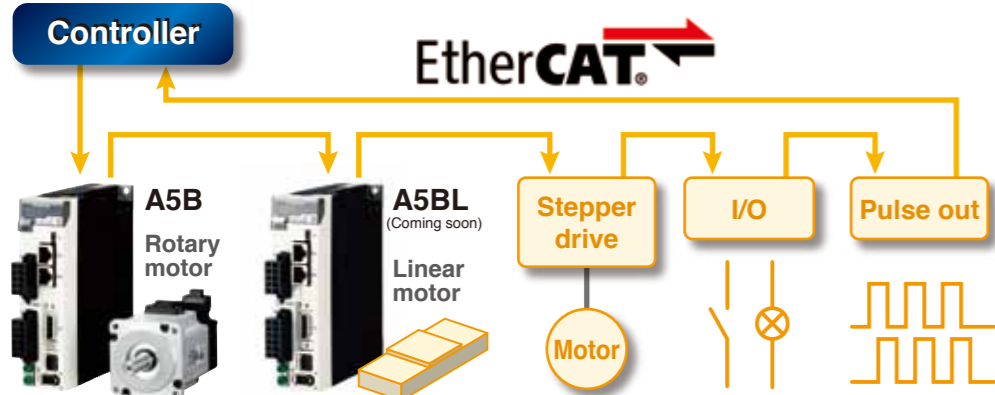 Controller
EtherCAT®
A5B
Rotary
motor
A5BL
(Coming soon)
Linear
motor
Stepper
drive
Motor
I/O
Pulse out